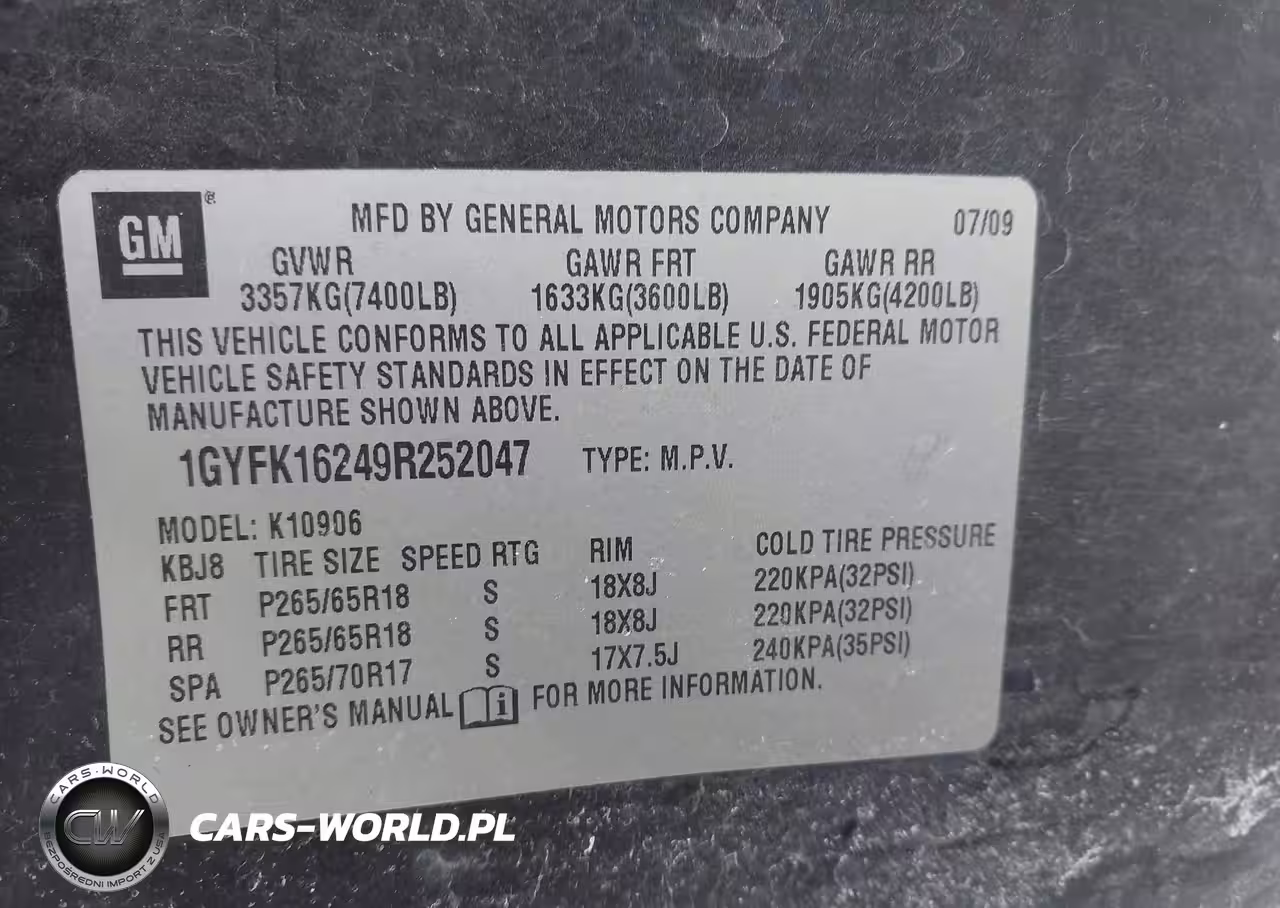 GM®
MFD BY GENERAL MOTORS COMPANY 07/09
GVWR GAWR FRT GAWR RR
3357KG(7400LB) 1633KG(3600LB) 1905KG(4200LB)
THIS VEHICLE CONFORMS TO ALL APPLICABLE U.S. FEDERAL MOTOR
VEHICLE SAFETY STANDARDS IN EFFECT ON THE DATE OF
MANUFACTURE SHOWN ABOVE.
1GYFK16249R252047 TYPE: M.P.V.
MODEL: K10906
KBJ8 TIRE SIZE SPEED RTG RIM COLD TIRE PRESSURE
FRT P265/65R18 S 18X8J 220KPA(32PSI)
RR P265/65R18 S 18X8J 220KPA(32PSI)
SPA P265/70R17 S 17X7.5J 240KPA(35PSI)
SEE OWNER'S MANUAL i FOR MORE INFORMATION.
CARS-WORLD
CW
BEZPOŚREDNI IMPORT Z USA
CARS-WORLD.PL